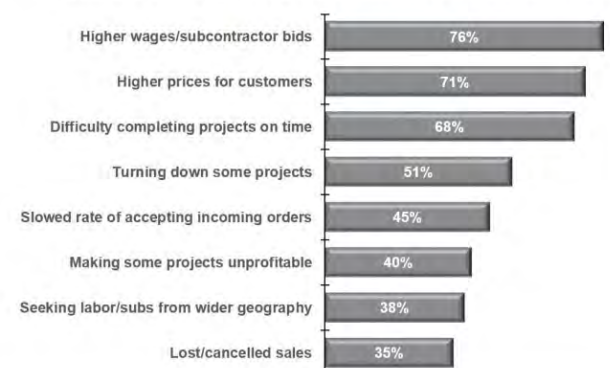 Higher wages/subcontractor bids 76%
Higher prices for customers 71%
Difficulty completing projects on time 68%
Turning down some projects 51%
Slowed rate of accepting incoming orders 45%
Making some projects unprofitable 40%
Seeking labor/subs from wider geography 38%
Lost/cancelled sales 35%